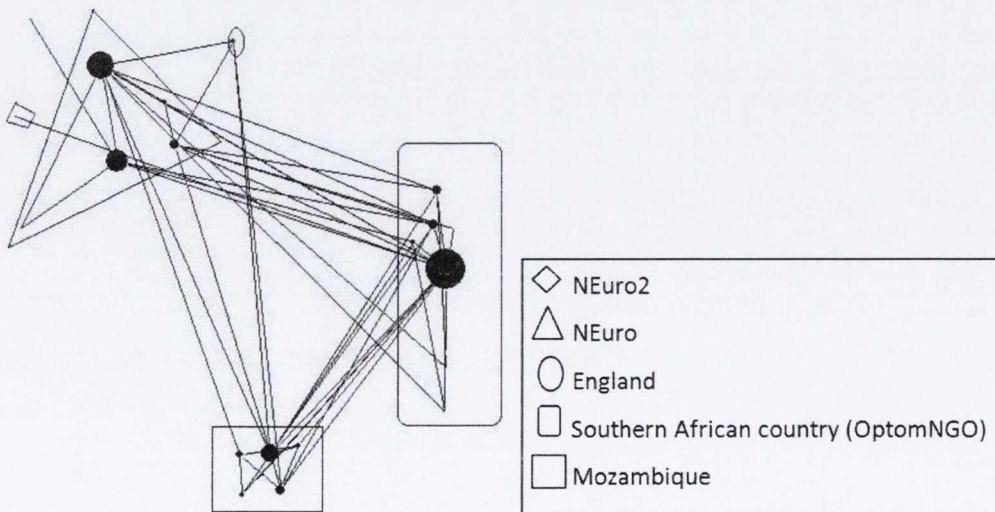 NEuro2
NEuro
England
Southern African country (OptomNGO)
Mozambique